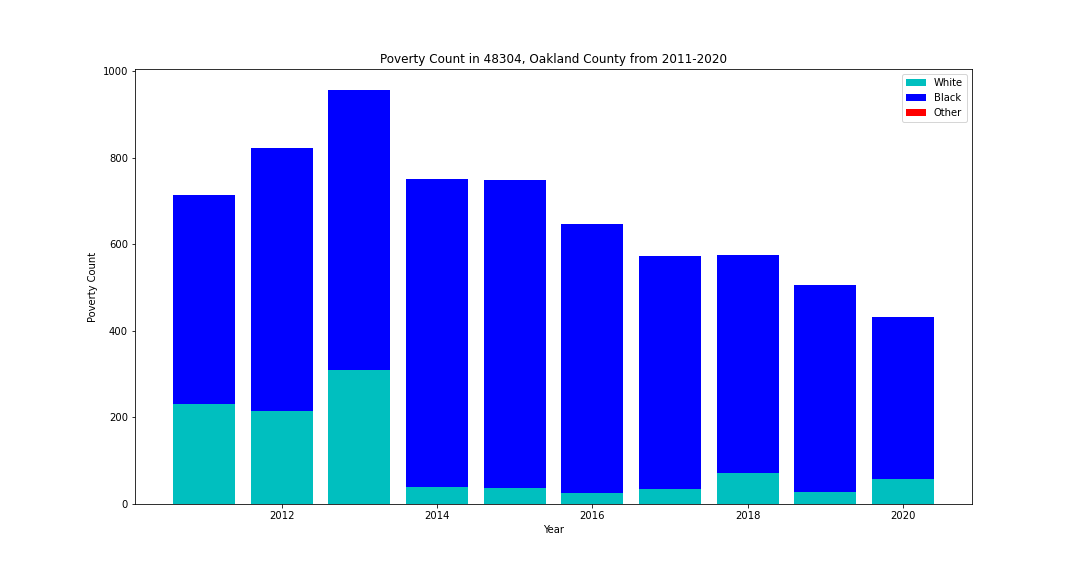 Poverty Count in 48304, Oakland County from 2011-2020
1000
800
600
400
200
0
Poverty Count
White
Black
Other
2012
2014
2016
2018
2020
Year